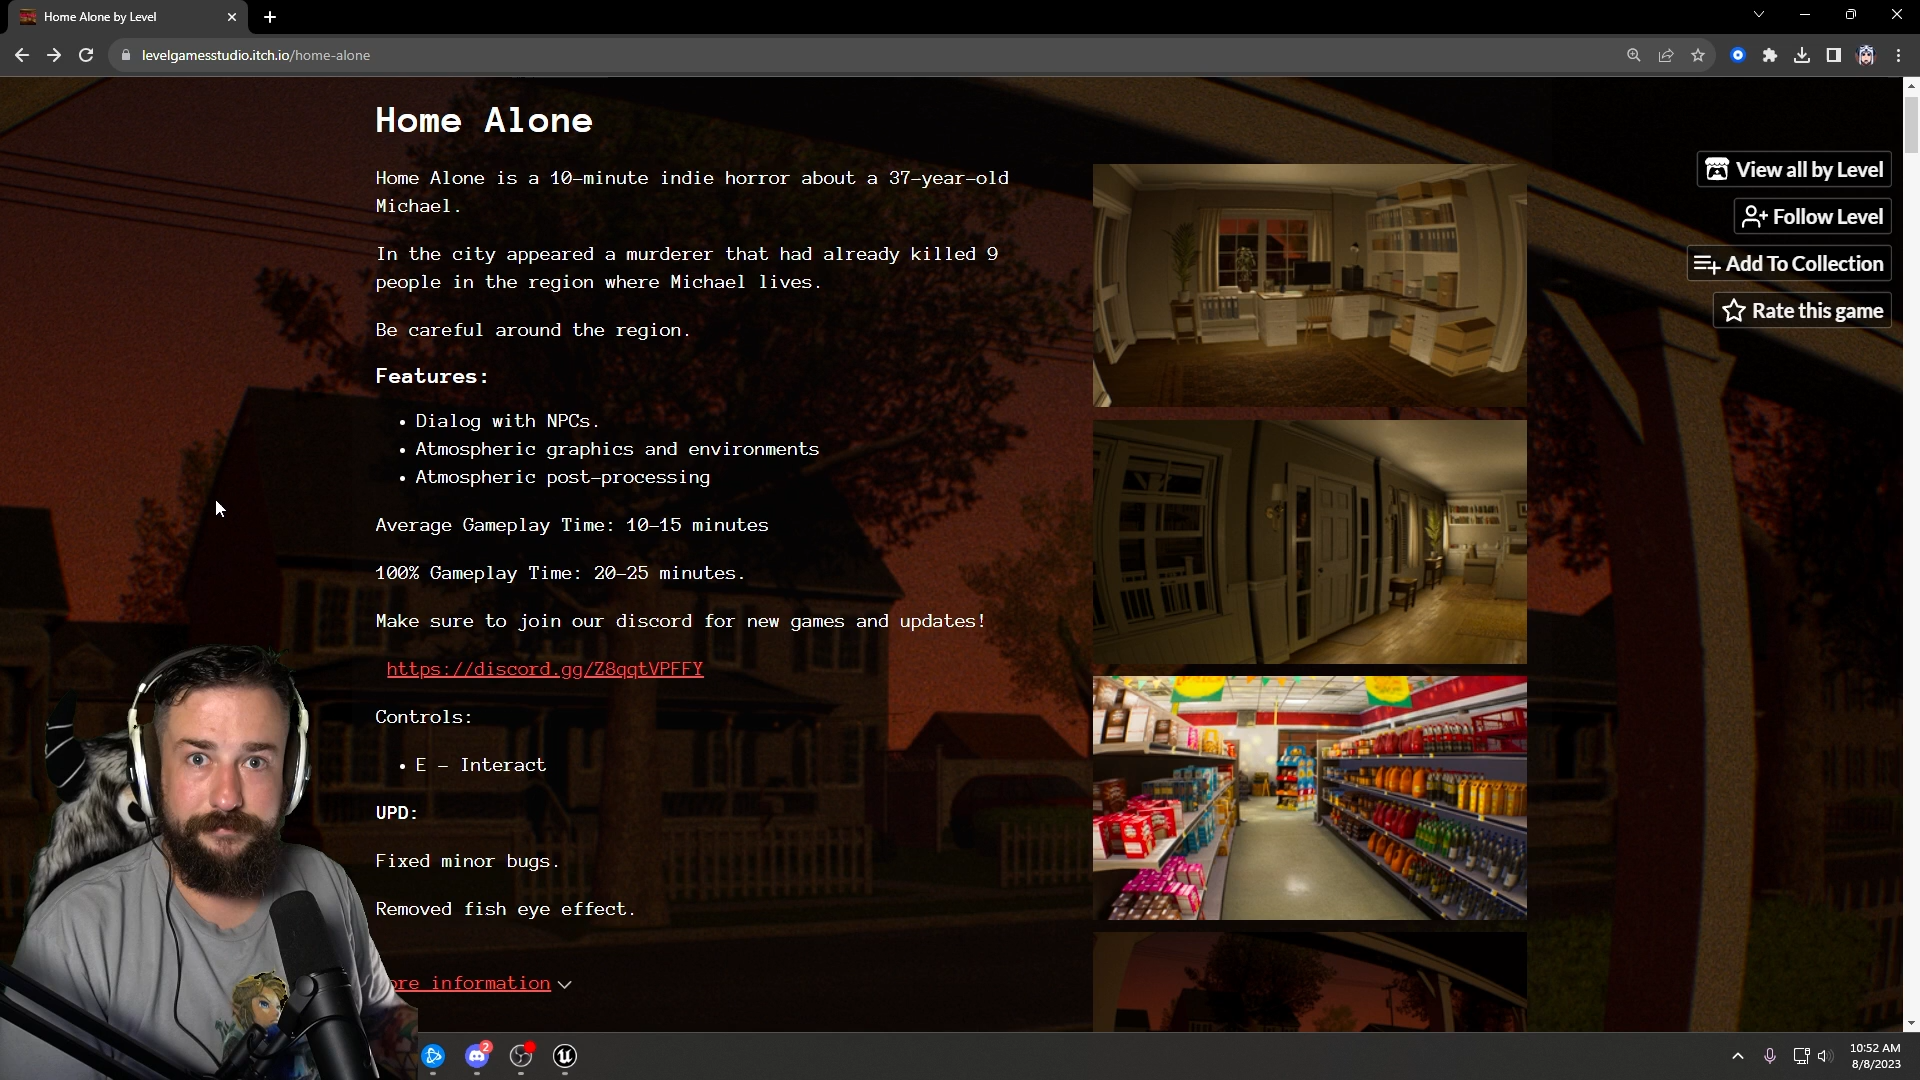 Home Alone by Level
levelgamesstudio.itch.io/home-alone
Home Alone
Home Alone is a 10-minute indie horror about a 37-year-old
Michael.
In the city appeared a murderer that had already killed 9
people in the region where Michael lives.
Be careful around the region.
Features:
• Dialog with NPCs.
• Atmospheric graphics and environments
• Atmospheric post-processing
Average Gameplay Time: 10-15 minutes
100% Gameplay Time: 20-25 minutes.
Make sure to join our discord for new games and updates!
https://discord.gg/Z8qqtVPFFY
Controls:
• E - Interact
UPD:
Fixed minor bugs.
Removed fish eye effect.
ore information
View all by Level
Follow Level
Add To Collection
Rate this game
2
10:52 AM
8/8/2023